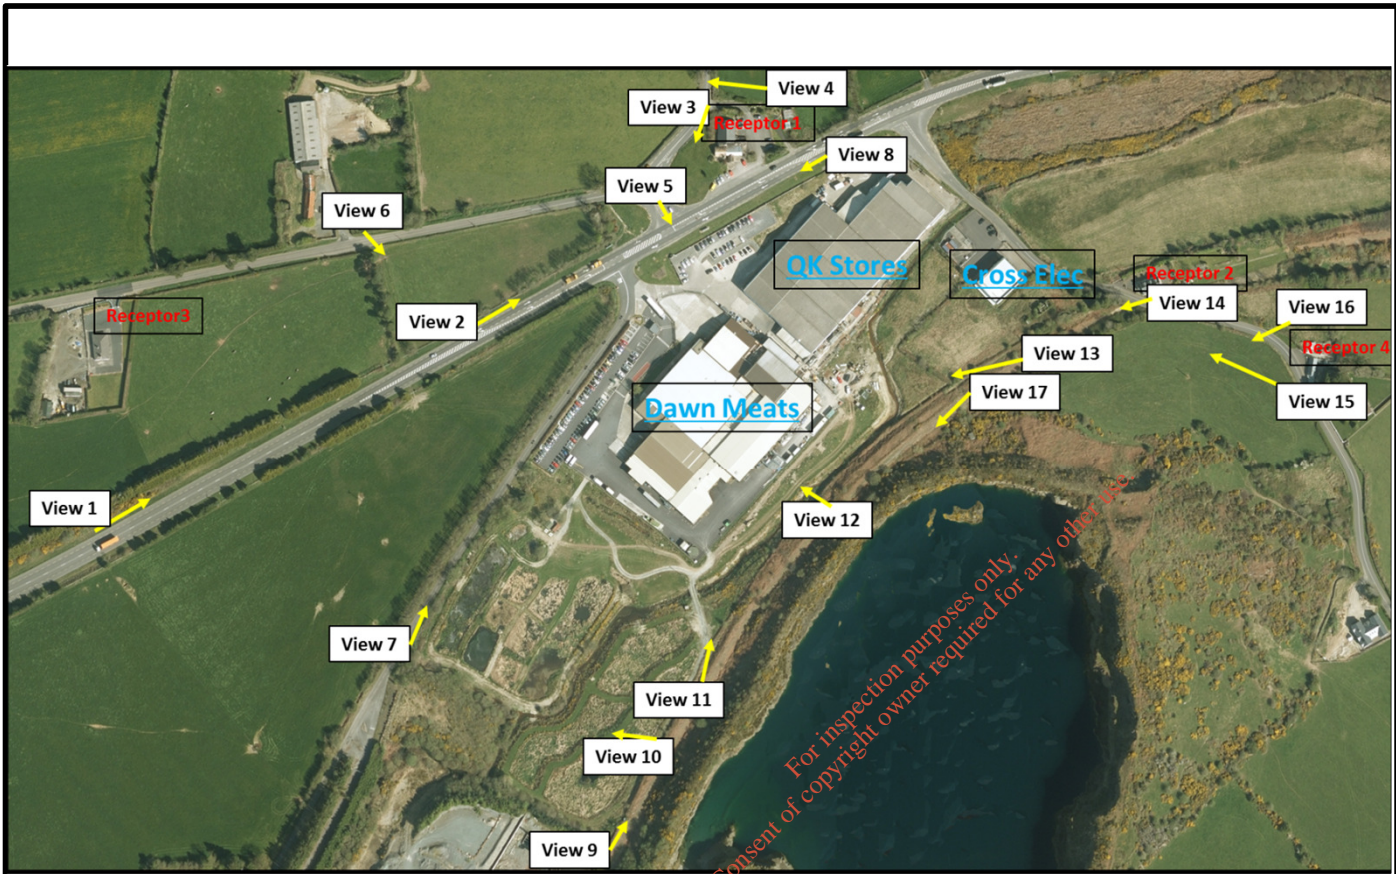 View 4
View 3
Receptor 1
View 8
View 5
View 6
QK Stores
Cross Elec
Receptor 2
View 14
View 16
Receptor3
View 2
Receptor 4
View 13
View 17
View 15
Dawn Meats
View 1
View 12
View 7
View 11
View 10
View 9
For inspection purposes only.
Consent of copyright owner required for any other use.